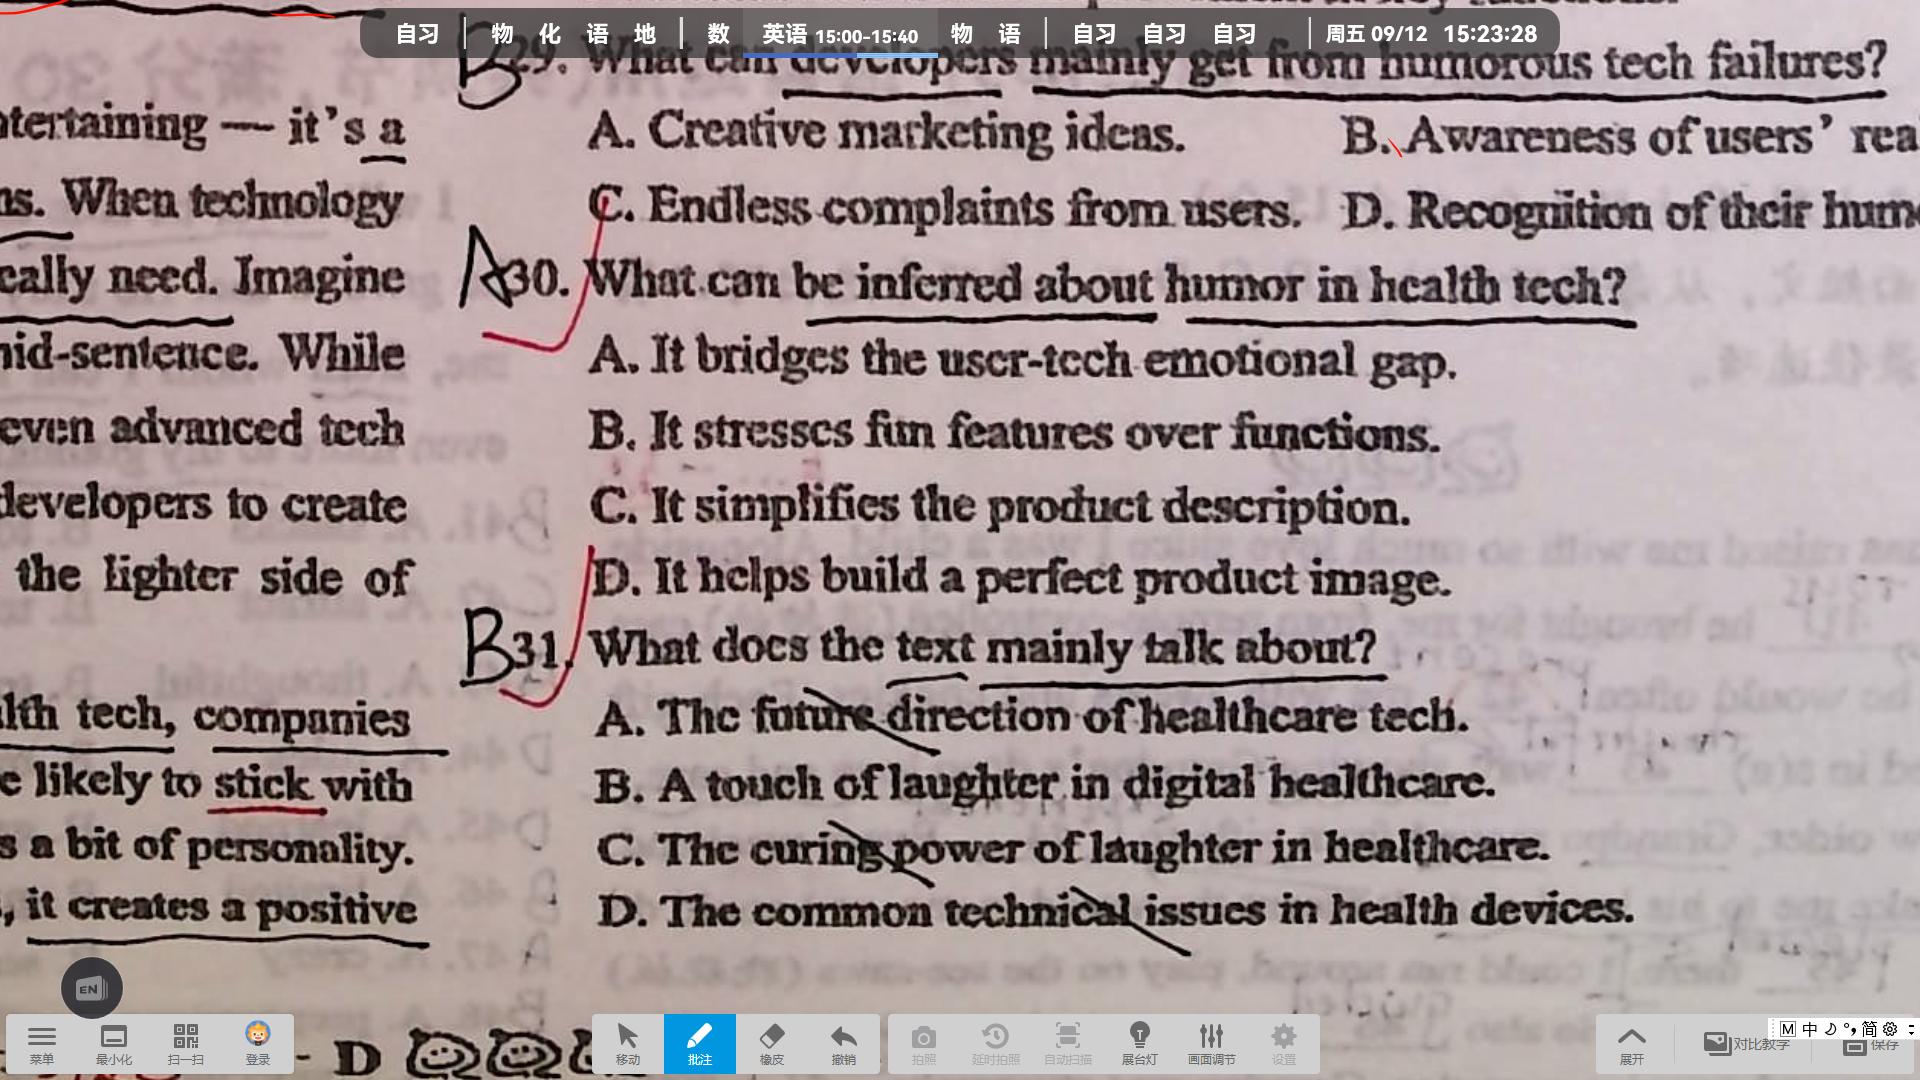 自习 物 化 语 地 数 英语 15:00-15:40 物 语 自习 自习 自习 周五 09/12 15:23:28
B 29. What can developers mainly get from humorous tech failures?
A. Creative marketing ideas. B. Awareness of users' rea
C. Endless complaints from users. D. Recognition of their hum
A 30. What can be inferred about humor in health tech?
A. It bridges the user-tech emotional gap.
B. It stresses fun features over functions.
C. It simplifies the product description.
D. It helps build a perfect product image.
B 31. What does the text mainly talk about?
A. The future direction of healthcare tech.
B. A touch of laughter in digital healthcare.
C. The curing power of laughter in healthcare.
D. The common technical issues in health devices.
ntertaining — it's a
ns. When technology
cally need. Imagine
mid-sentence. While
even advanced tech
developers to create
the lighter side of
lth tech, companies
e likely to stick with
s a bit of personality.
, it creates a positive
- D
EN
菜单 最小化 扫一扫 登录
移动 批注 橡皮 撤销
拍照 延时拍照 自动扫描 展台灯 画面调节 设置
展开 对比教学 保存
M 中 简